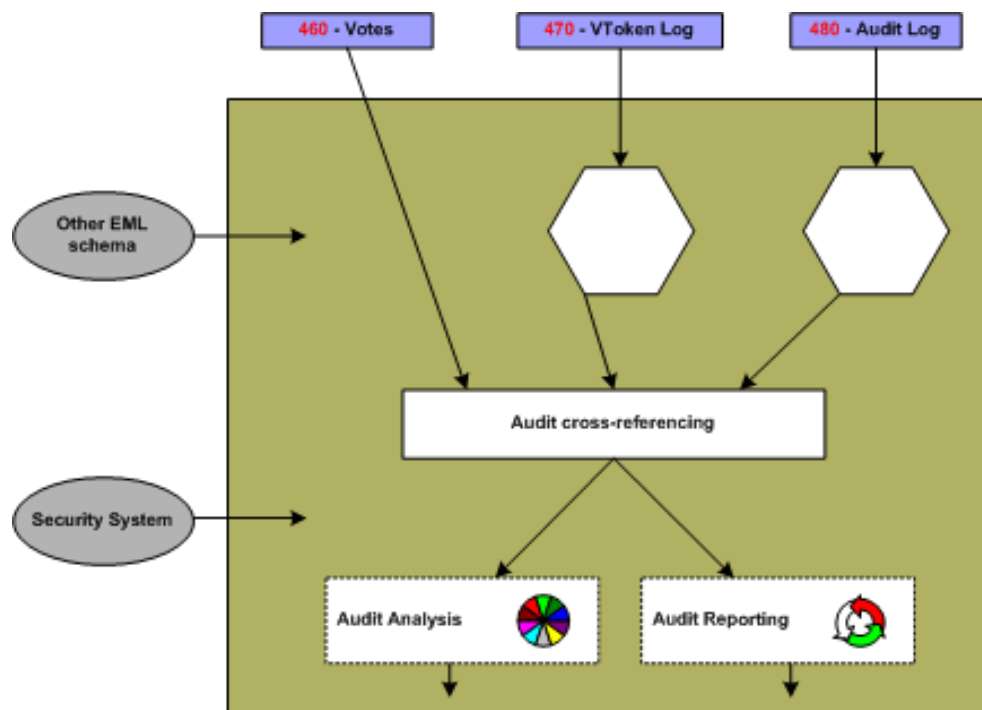 460 - Votes
470 - VToken Log
480 - Audit Log
Other EML
schema
Audit cross-referencing
Security System
Audit Analysis
Audit Reporting